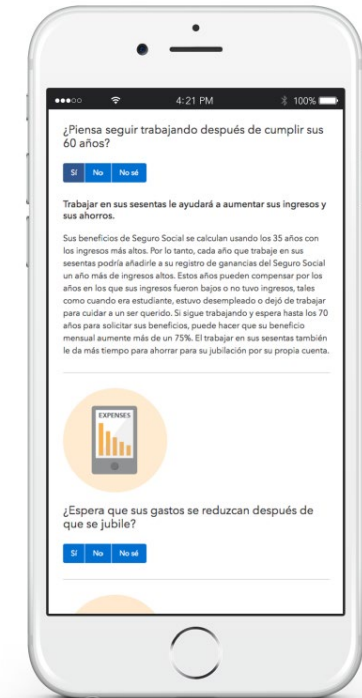 4:21 PM
100%
¿Piensa seguir trabajando después de cumplir sus
60 años?
Sí No No sé
Trabajar en sus sesentas le ayudará a aumentar sus ingresos y
sus ahorros.
Sus beneficios de Seguro Social se calculan usando los 35 años con
los ingresos más altos. Por lo tanto, cada año que trabaje en sus
sesentas podría añadirle a su registro de ganancias del Seguro Social
un año más de ingresos altos. Estos años pueden compensar por los
años en los que sus ingresos fueron bajos o no tuvo ingresos, tales
como cuando era estudiante, estuvo desempleado o dejó de trabajar
para cuidar a un ser querido. Si sigue trabajando y espera hasta los 70
años para solicitar sus beneficios, puede hacer que su beneficio
mensual aumente más de un 75%. El trabajar en sus sesentas también
le da más tiempo para ahorrar para su jubilación por su propia cuenta.
EXPENSES
¿Espera que sus gastos se reduzcan después de
que se jubile?
Sí No No sé